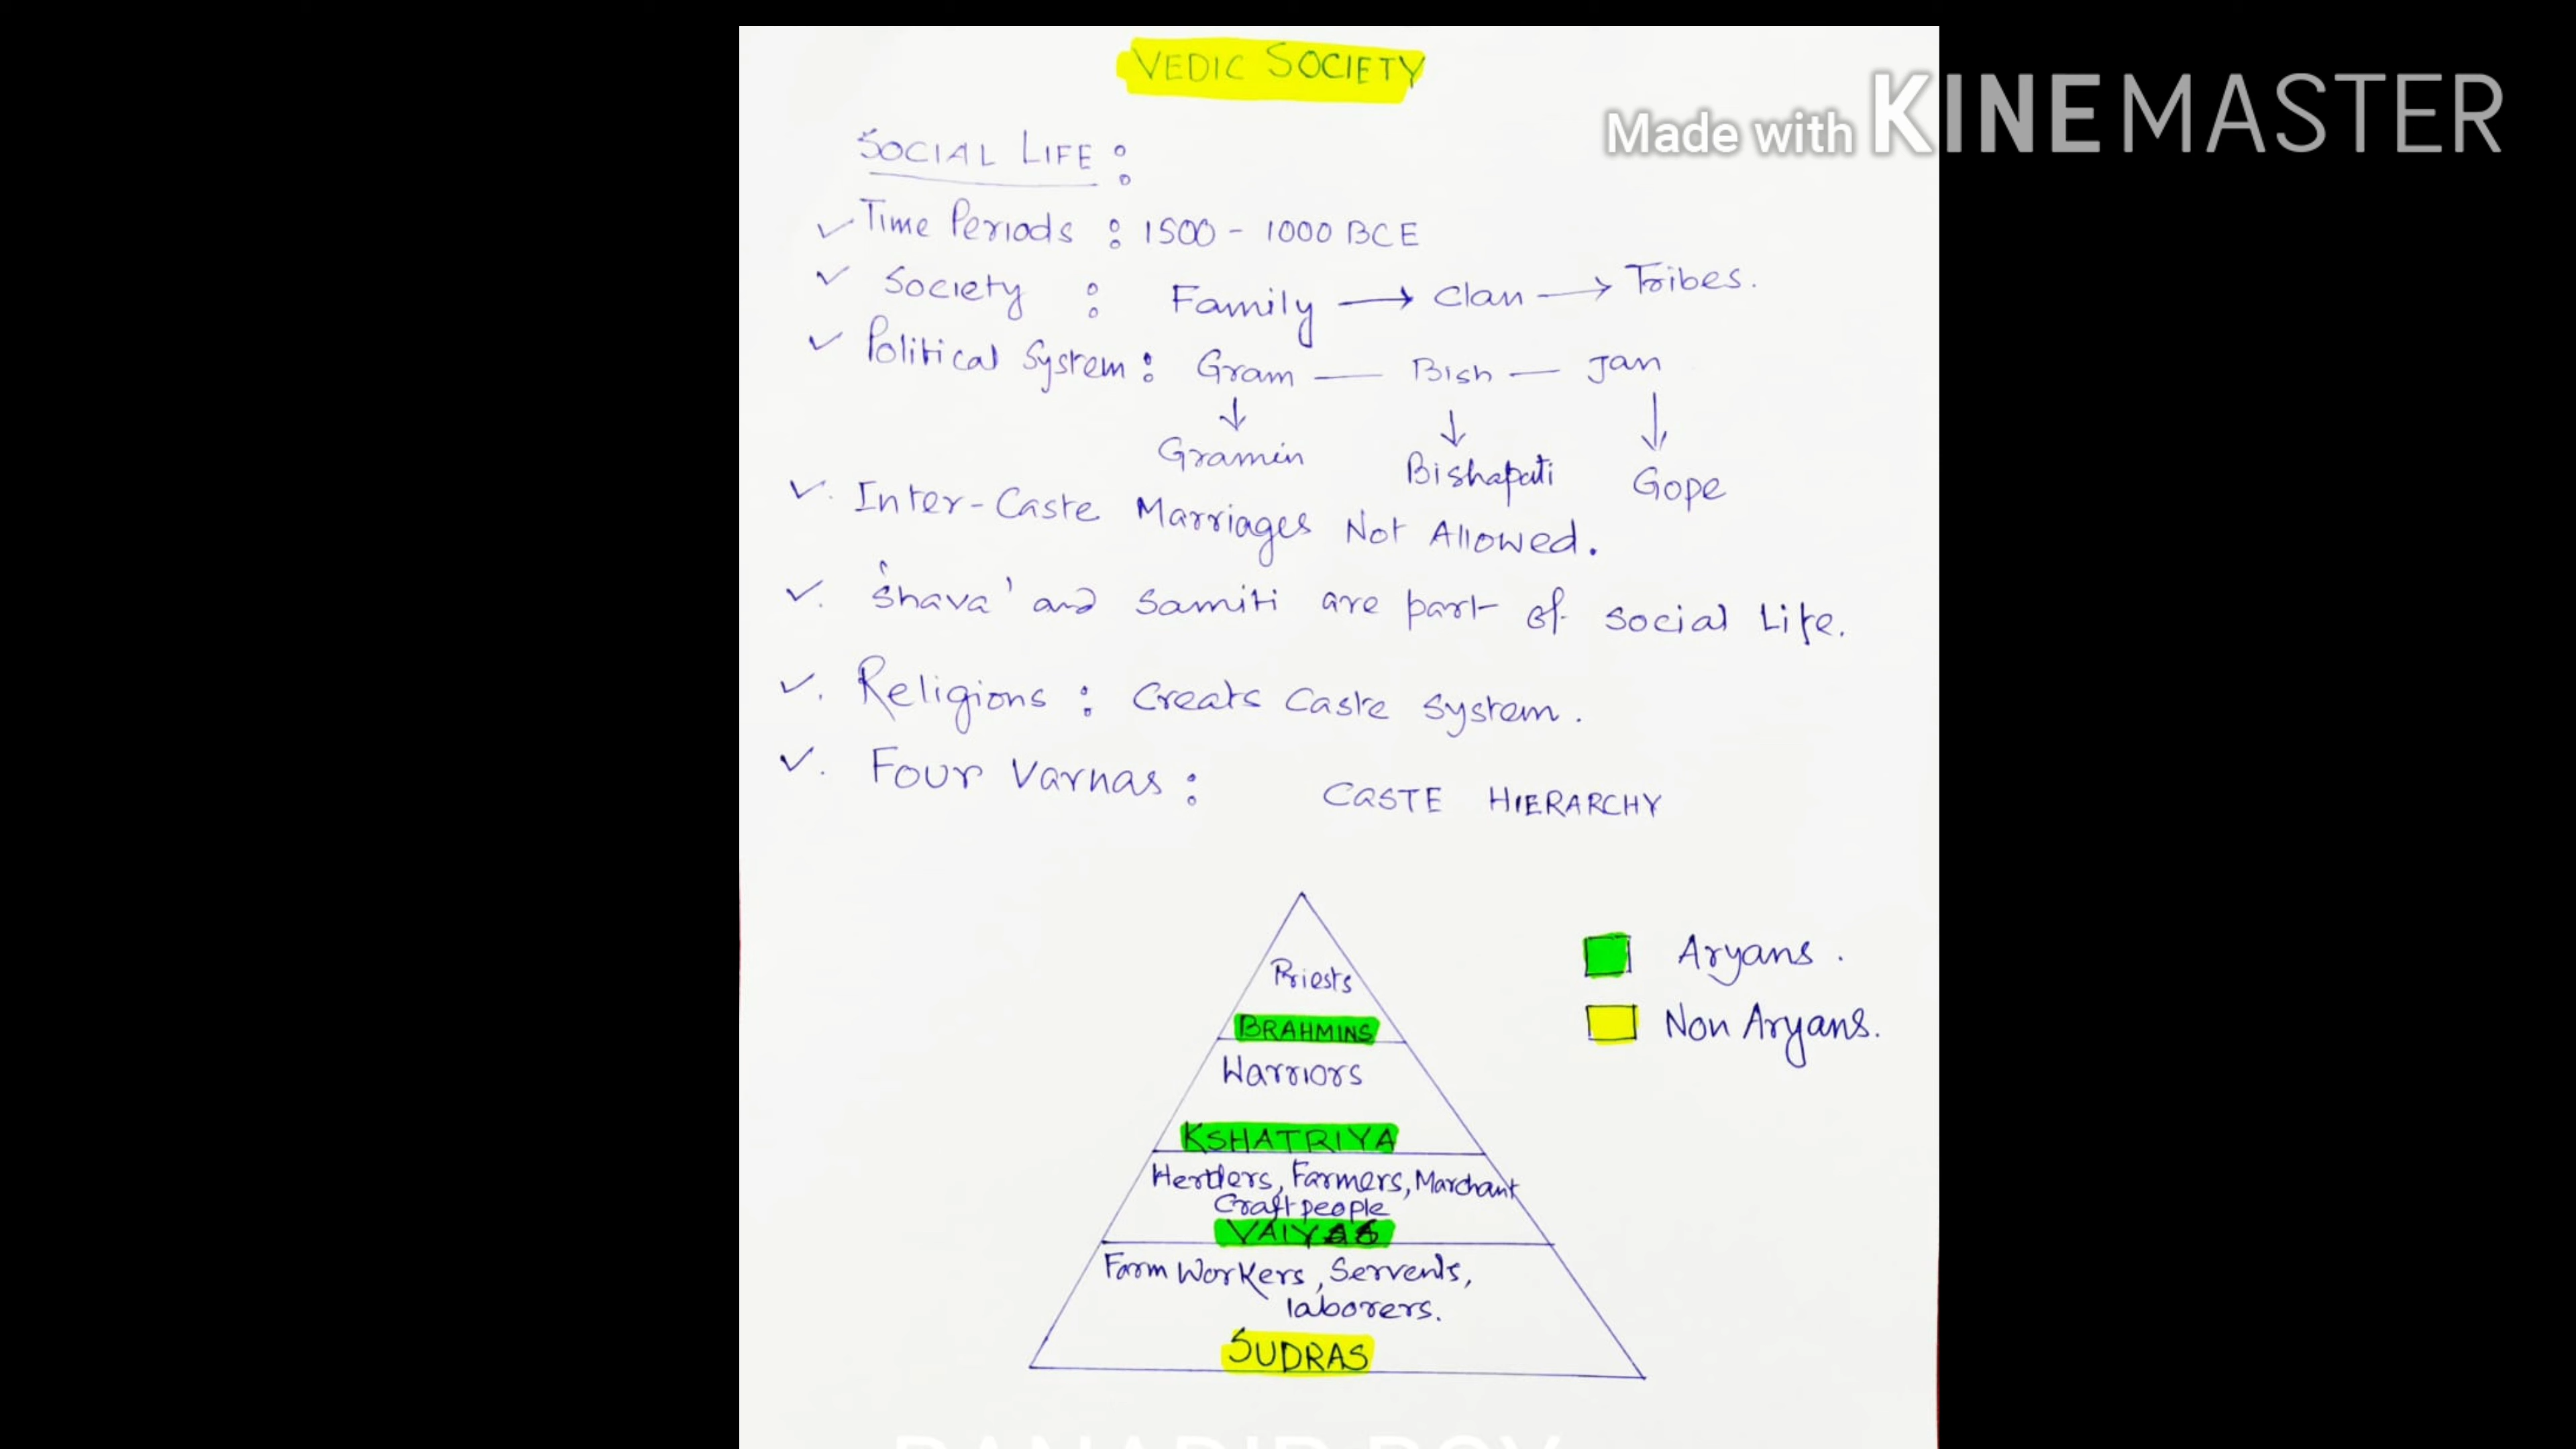 VEDIC SOCIETY
Made with KINEMASTER
SOCIAL LIFE :
✓ Time Periods : 1500 - 1000 BCE
✓ Society : Family → Clan → Tribes.
✓ Political System : Gram — Bish — Jan
↓ ↓ ↓
Gramin Bishapati Gope
✓. Inter-Caste Marriages Not Allowed.
✓. 'shava' and samiti are part of social Life.
✓. Religions : Creats Caste System.
✓. Four Varnas : CASTE HIERARCHY
Priests
BRAHMINS
Warriors
KSHATRIYA
Herders, Farmers, Marchant
Craftpeople
Farm Workers, Servents,
laborers.
SUDRAS
Aryans.
Non Aryans.